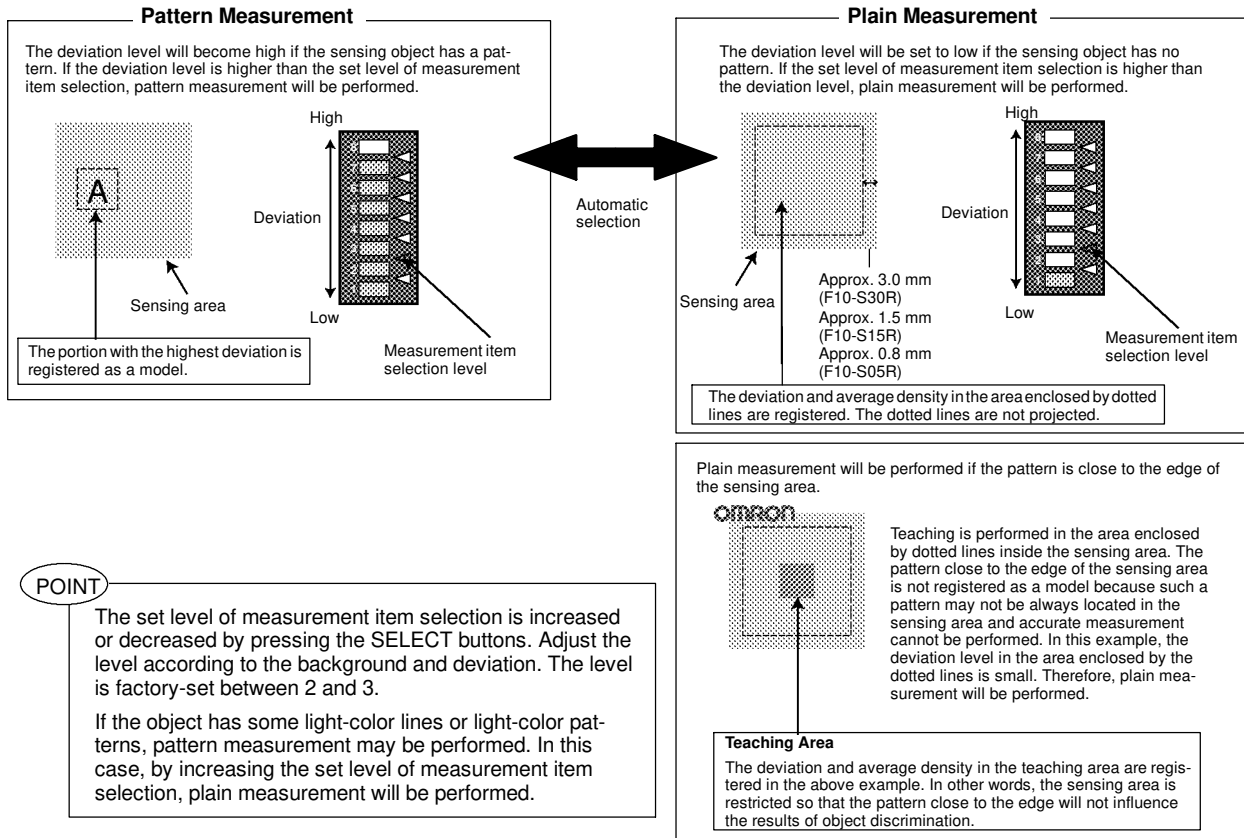 Pattern Measurement
The deviation level will become high if the sensing object has a pat-
tern. If the deviation level is higher than the set level of measurement
item selection, pattern measurement will be performed.
High
A
Deviation
Sensing area
Low
The portion with the highest deviation is
registered as a model.
Measurement item
selection level
Automatic
selection
Plain Measurement
The deviation level will be set to low if the sensing object has no
pattern. If the set level of measurement item selection is higher than
the deviation level, plain measurement will be performed.
High
Deviation
Sensing area
Approx. 3.0 mm
(F10-S30R)
Approx. 1.5 mm
(F10-S15R)
Approx. 0.8 mm
(F10-S05R)
Low
Measurement item
selection level
The deviation and average density in the area enclosed by dotted
lines are registered. The dotted lines are not projected.
Plain measurement will be performed if the pattern is close to the edge of
the sensing area.
OMRON
Teaching is performed in the area enclosed
by dotted lines inside the sensing area. The
pattern close to the edge of the sensing area
is not registered as a model because such a
pattern may not be always located in the
sensing area and accurate measurement
cannot be performed. In this example, the
deviation level in the area enclosed by the
dotted lines is small. Therefore, plain mea-
surement will be performed.
Teaching Area
The deviation and average density in the teaching area are regis-
tered in the above example. In other words, the sensing area is
restricted so that the pattern close to the edge will not influence
the results of object discrimination.
POINT
The set level of measurement item selection is increased
or decreased by pressing the SELECT buttons. Adjust the
level according to the background and deviation. The level
is factory-set between 2 and 3.
If the object has some light-color lines or light-color pat-
terns, pattern measurement may be performed. In this
case, by increasing the set level of measurement item
selection, plain measurement will be performed.